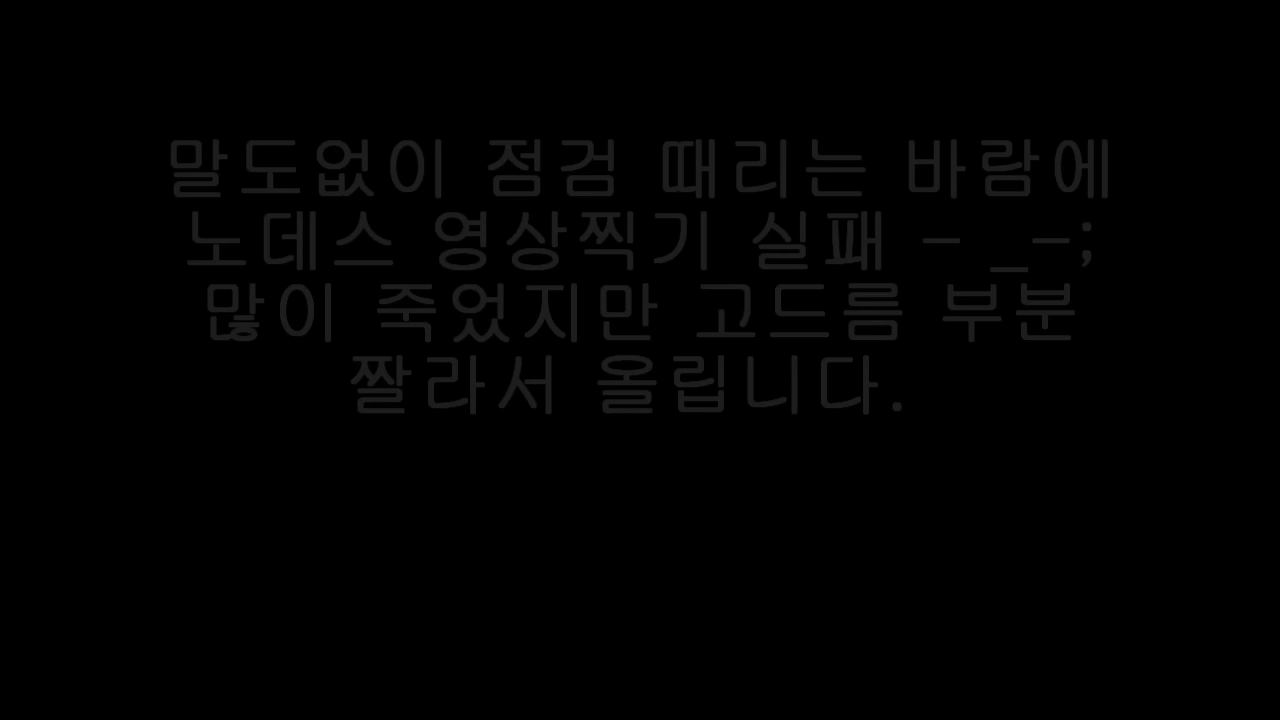 말도없이 점검 때리는 바람에
노데스 영상찍기 실패 -_-;
많이 죽었지만 고드름 부분
짤라서 올립니다.